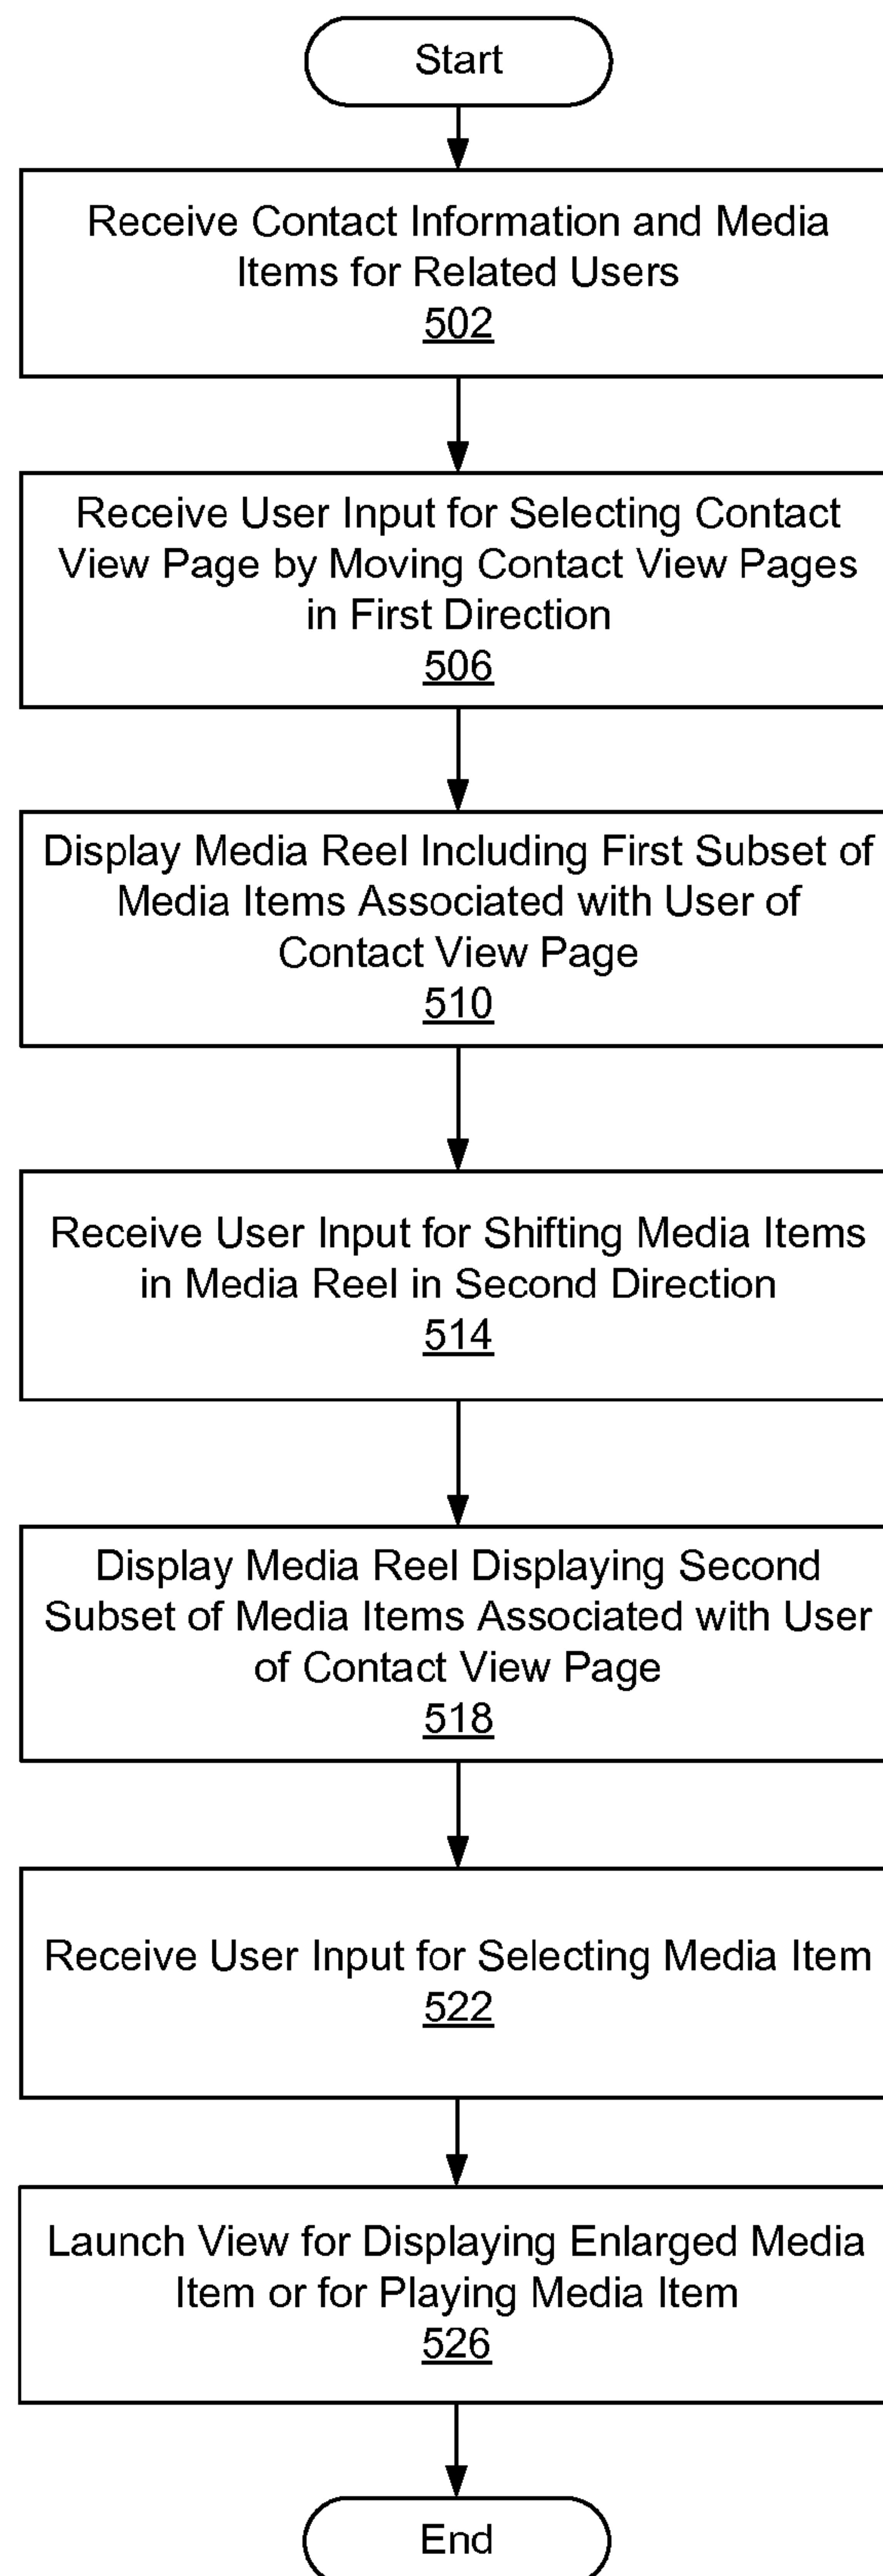 Start
Receive Contact Information and Media
Items for Related Users
502
Receive User Input for Selecting Contact
View Page by Moving Contact View Pages
in First Direction
506
Display Media Reel Including First Subset of
Media Items Associated with User of
Contact View Page
510
Receive User Input for Shifting Media Items
in Media Reel in Second Direction
514
Display Media Reel Displaying Second
Subset of Media Items Associated with User
of Contact View Page
518
Receive User Input for Selecting Media Item
522
Launch View for Displaying Enlarged Media
Item or for Playing Media Item
526
End